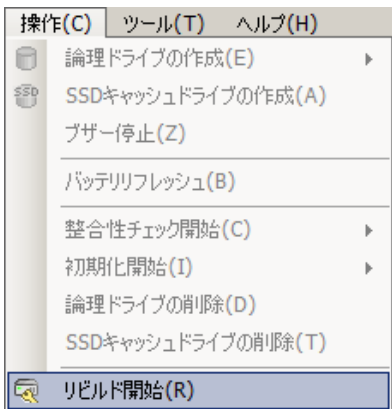 操作(C) ツール(T) ヘルプ(H)
論理ドライブの作成(E)
SSD
SSDキャッシュドライブの作成(A)
ブザー停止(Z)
バッテリリフレッシュ(B)
整合性チェック開始(C)
初期化開始(I)
論理ドライブの削除(D)
SSDキャッシュドライブの削除(T)
リビルド開始(R)